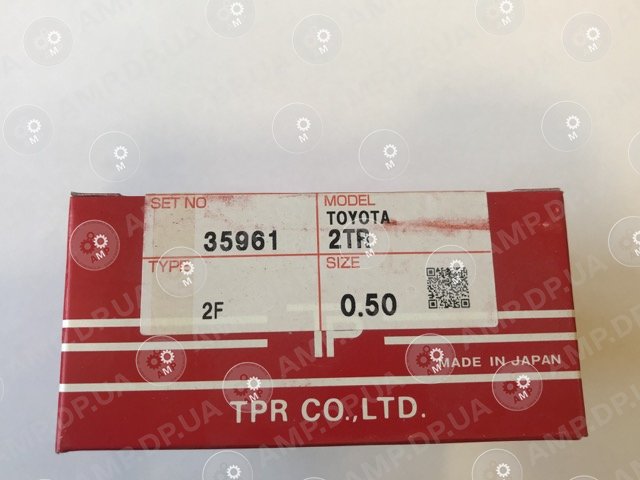 SET NO
MODEL
TOYOTA
35961
2TR
TYPE
SIZE
2F
0.50
TP
MADE IN JAPAN
TPR CO.,LTD.
AMP.DP.UA